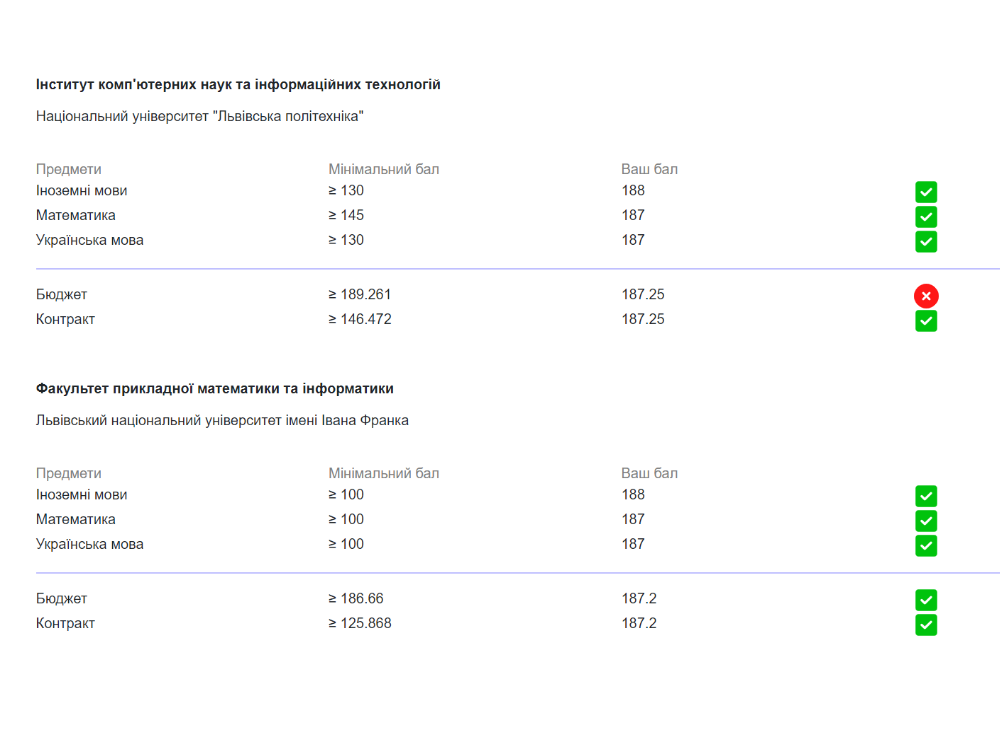 Інститут комп'ютерних наук та інформаційних технологій
Національний університет "Львівська політехніка"
Предмети Мінімальний бал Ваш бал
Іноземні мови ≥ 130 188
Математика ≥ 145 187
Українська мова ≥ 130 187
Бюджет ≥ 189.261 187.25
Контракт ≥ 146.472 187.25
Факультет прикладної математики та інформатики
Львівський національний університет імені Івана Франка
Предмети Мінімальний бал Ваш бал
Іноземні мови ≥ 100 188
Математика ≥ 100 187
Українська мова ≥ 100 187
Бюджет ≥ 186.66 187.2
Контракт ≥ 125.868 187.2